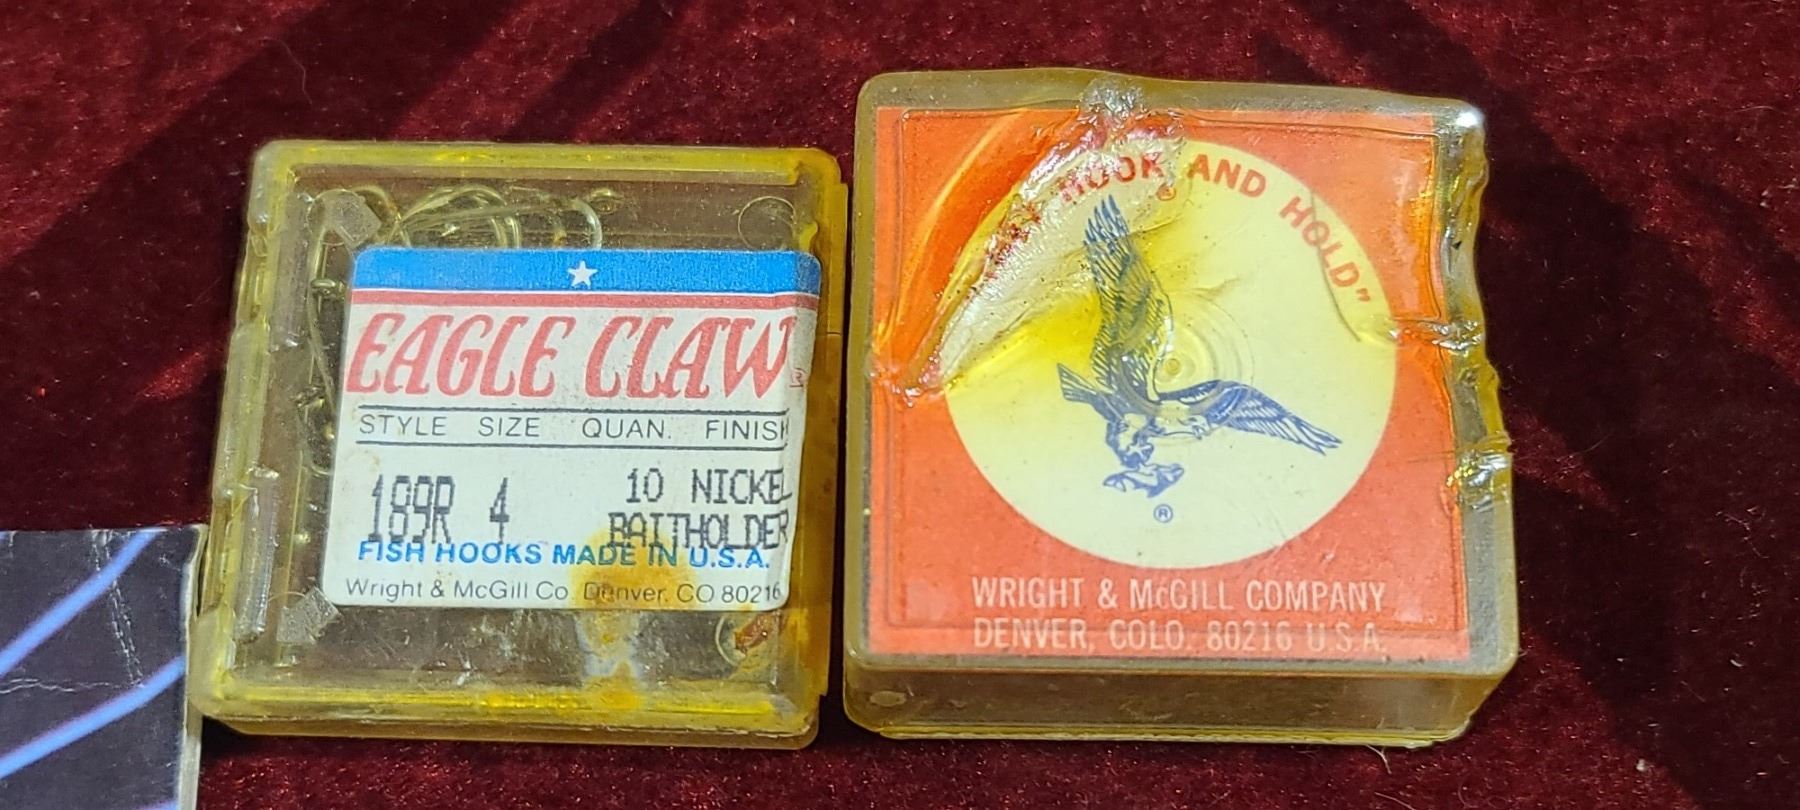 EAGLE CLAW
STYLE SIZE QUAN. FINISH
189R 4 10 NICKEL
BAITHOLDER
FISH HOOKS MADE IN U.S.A.
Wright & McGill Co. Denver, CO 80216
HOOK AND HOLD"
®
WRIGHT & McGILL COMPANY
DENVER, COLO. 80216 U.S.A.